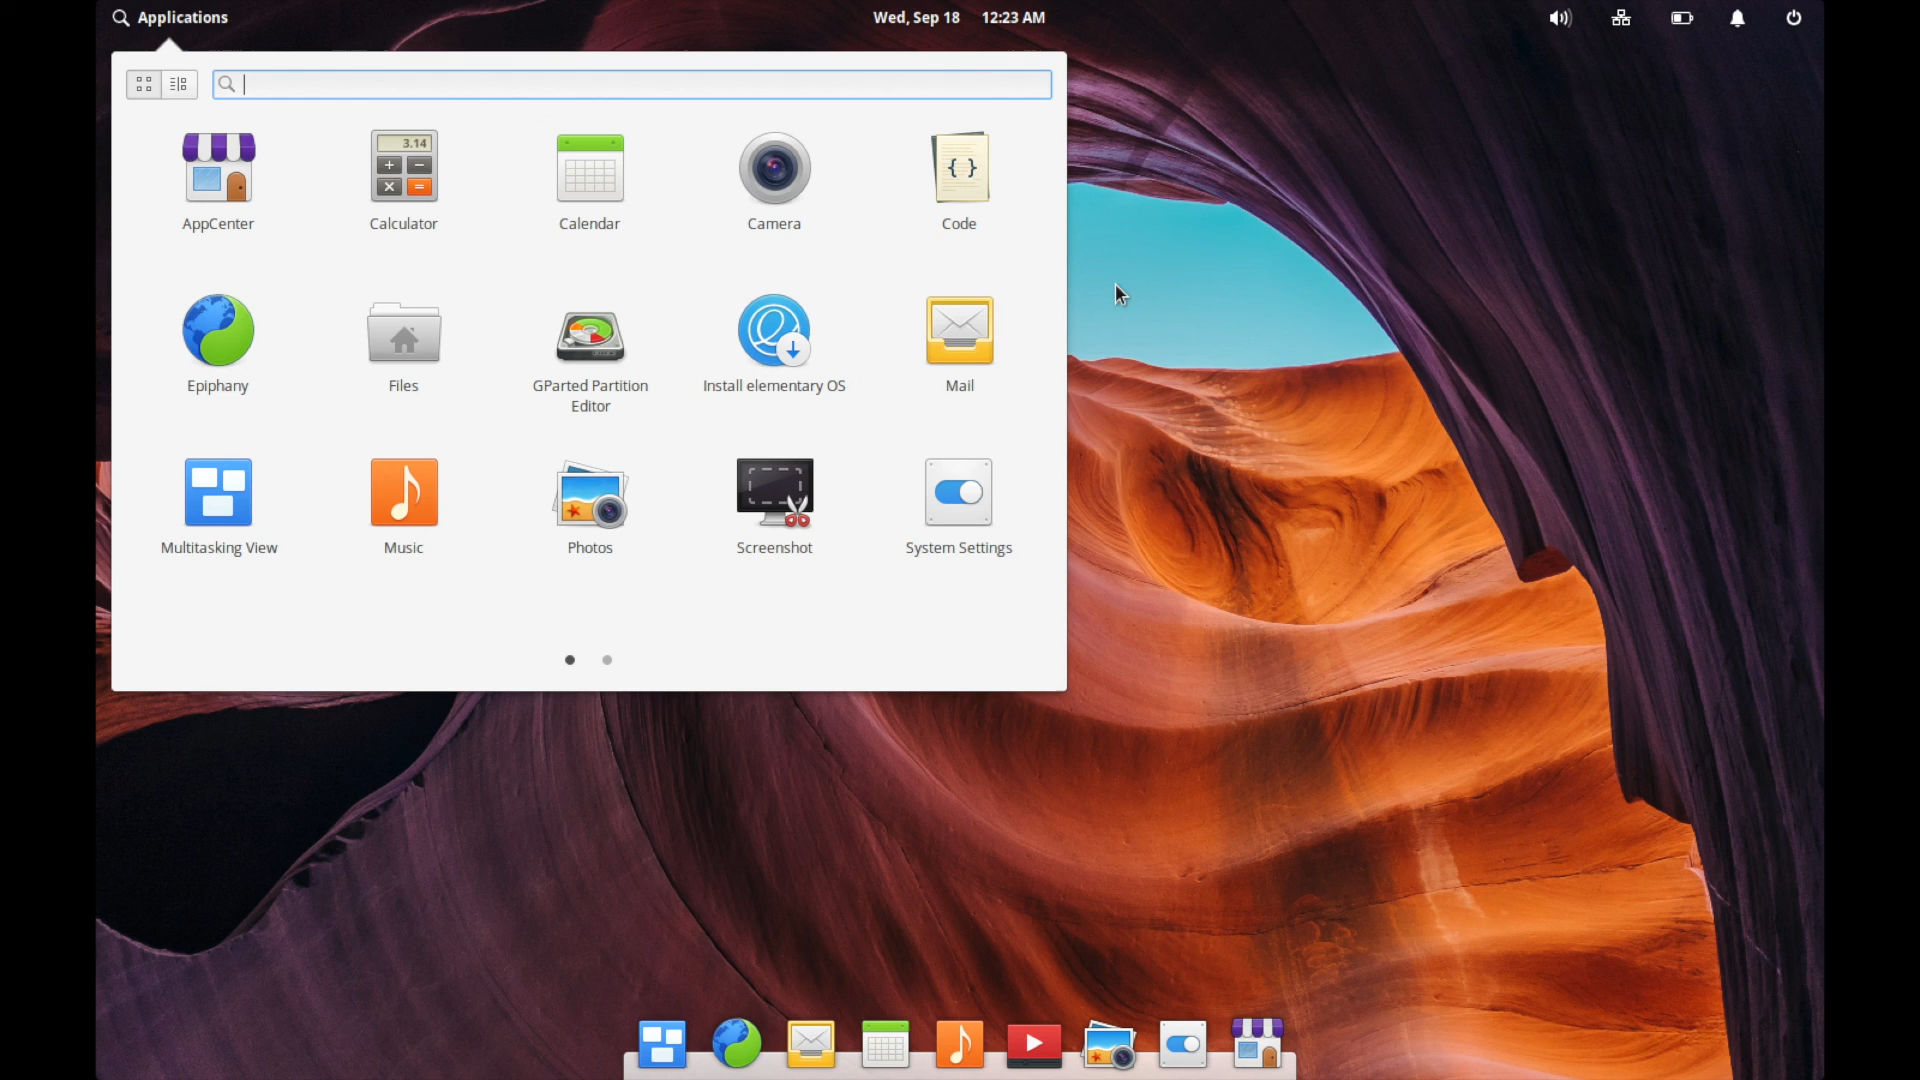 Applications
Wed, Sep 18 12:23 AM
3.14
AppCenter
Calculator
Calendar
Camera
Code
Epiphany
Files
GParted Partition
Editor
Install elementary OS
Mail
Multitasking View
Music
Photos
Screenshot
System Settings